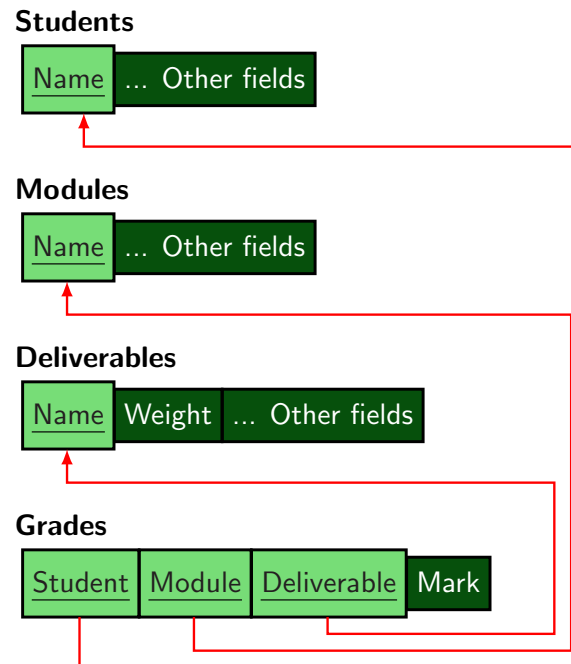 Students
Name ... Other fields
Modules
Name ... Other fields
Deliverables
Name Weight ... Other fields
Grades
Student Module Deliverable Mark